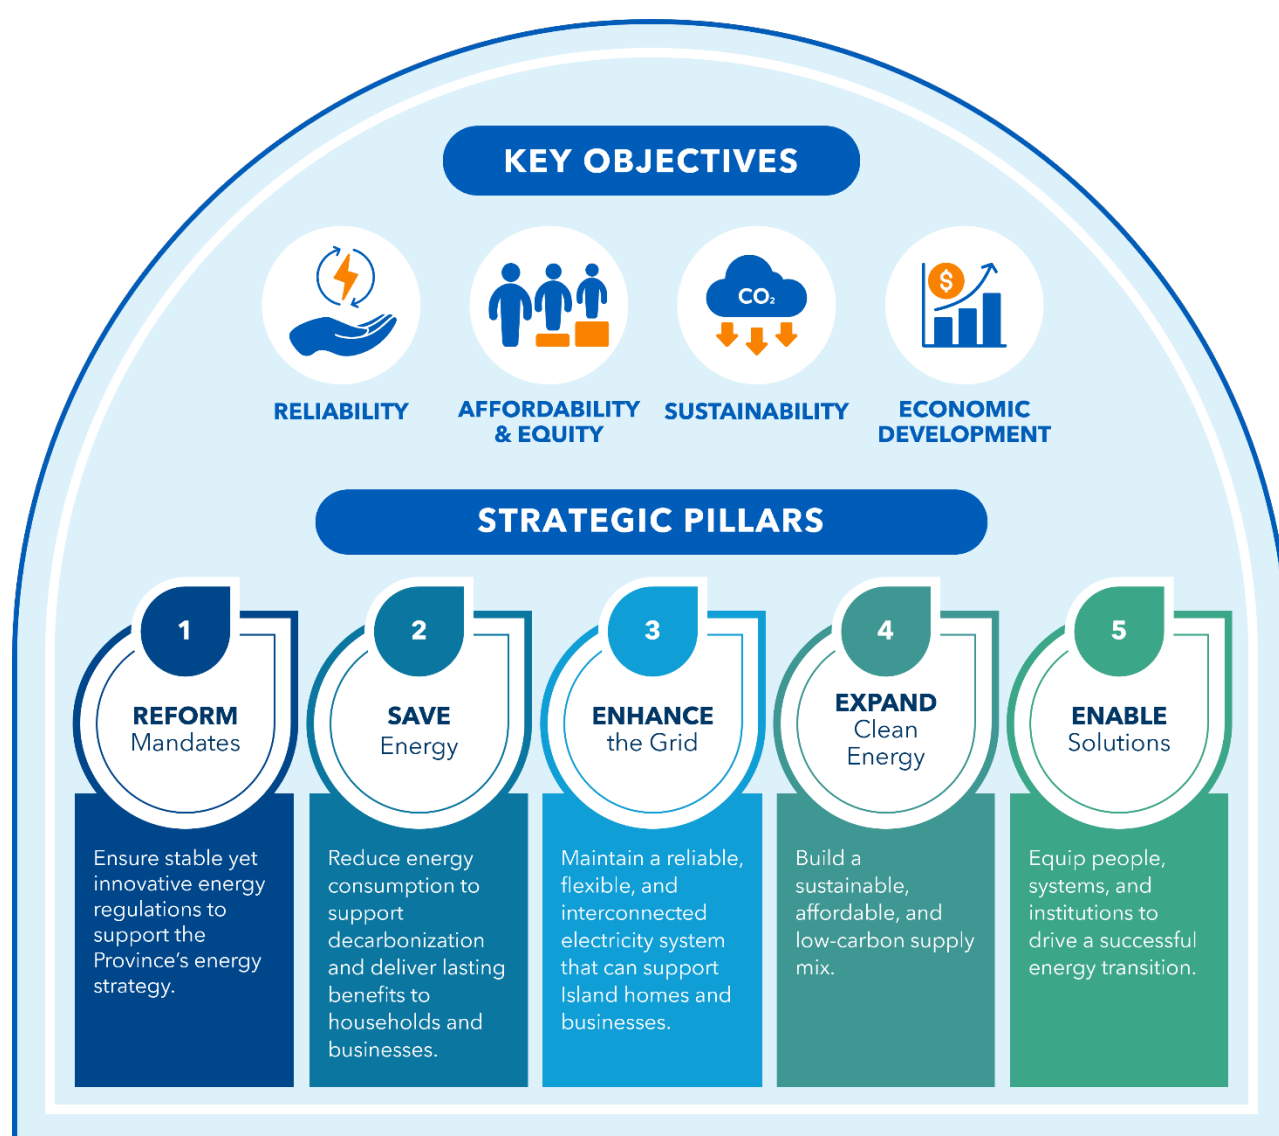 KEY OBJECTIVES
CO₂
$
RELIABILITY
AFFORDABILITY
& EQUITY
SUSTAINABILITY
ECONOMIC
DEVELOPMENT
STRATEGIC PILLARS
1
REFORM
Mandates
Ensure stable yet
innovative energy
regulations to
support the
Province’s energy
strategy.
2
SAVE
Energy
Reduce energy
consumption to
support
decarbonization
and deliver lasting
benefits to
households and
businesses.
3
ENHANCE
the Grid
Maintain a reliable,
flexible, and
interconnected
electricity system
that can support
Island homes and
businesses.
4
EXPAND
Clean
Energy
Build a
sustainable,
affordable, and
low-carbon supply
mix.
5
ENABLE
Solutions
Equip people,
systems, and
institutions to
drive a successful
energy transition.